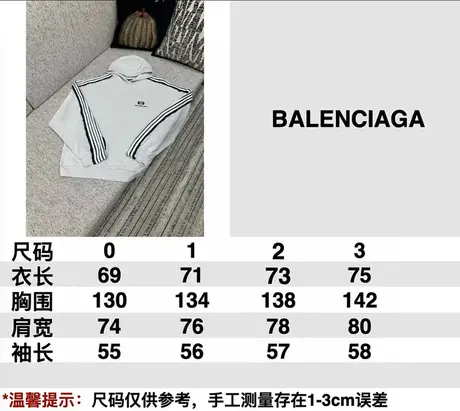 BALENCIAGA
尺码 0 1 2 3
衣长 69 71 73 75
胸围 130 134 138 142
肩宽 74 76 78 80
袖长 55 56 57 58
*温馨提示：尺码仅供参考，手工测量存在1-3cm误差